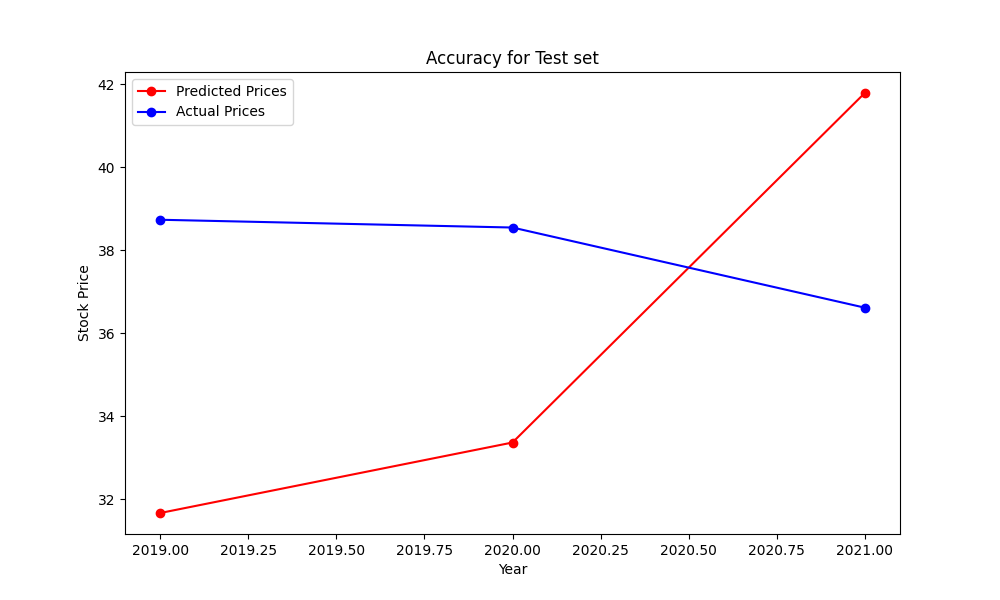 Accuracy for Test set
Predicted Prices
Actual Prices
42
40
38
36
34
32
Stock Price
2019.00 2019.25 2019.50 2019.75 2020.00 2020.25 2020.50 2020.75 2021.00
Year